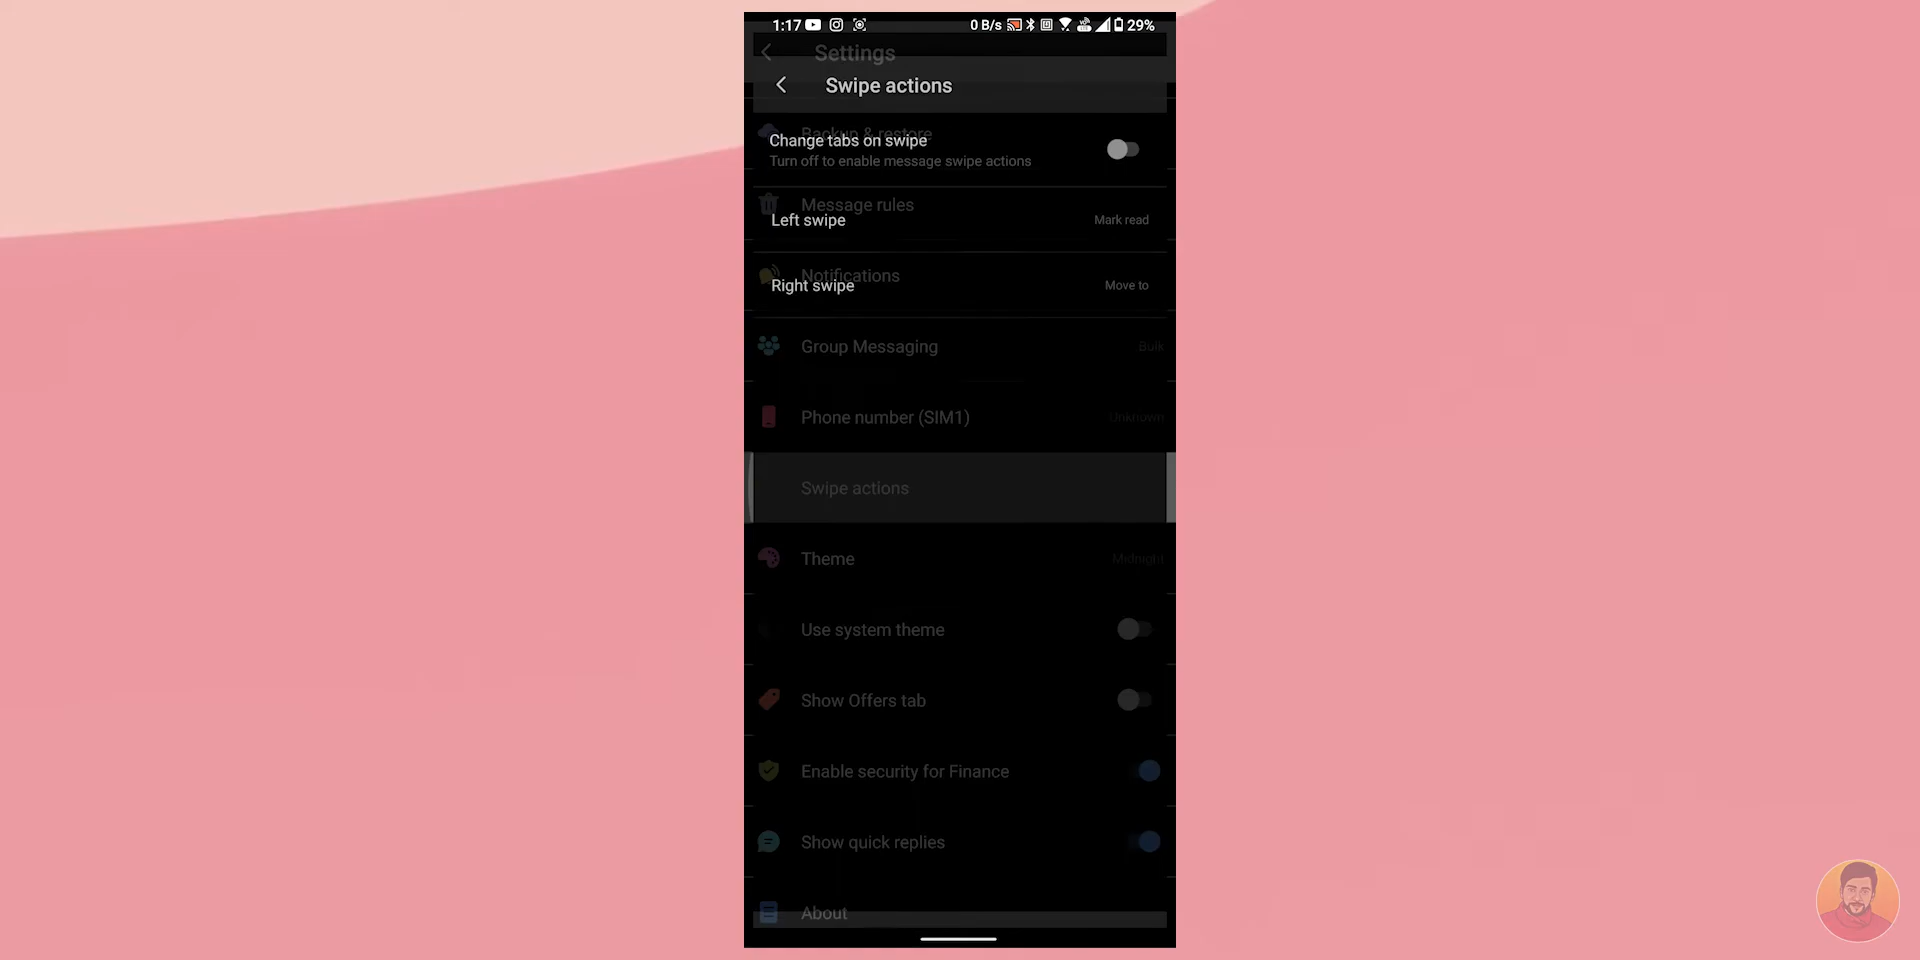 1:17 0 B/s 29%
Settings
Swipe actions
Backup & restore
Change tabs on swipe
Turn off to enable message swipe actions
Message rules
Left swipe Mark read
Notifications
Right swipe Move to
Group Messaging Bulk
Phone number (SIM1) Unknown
Swipe actions
Theme Midnight
Use system theme
Show Offers tab
Enable security for Finance
Show quick replies
About